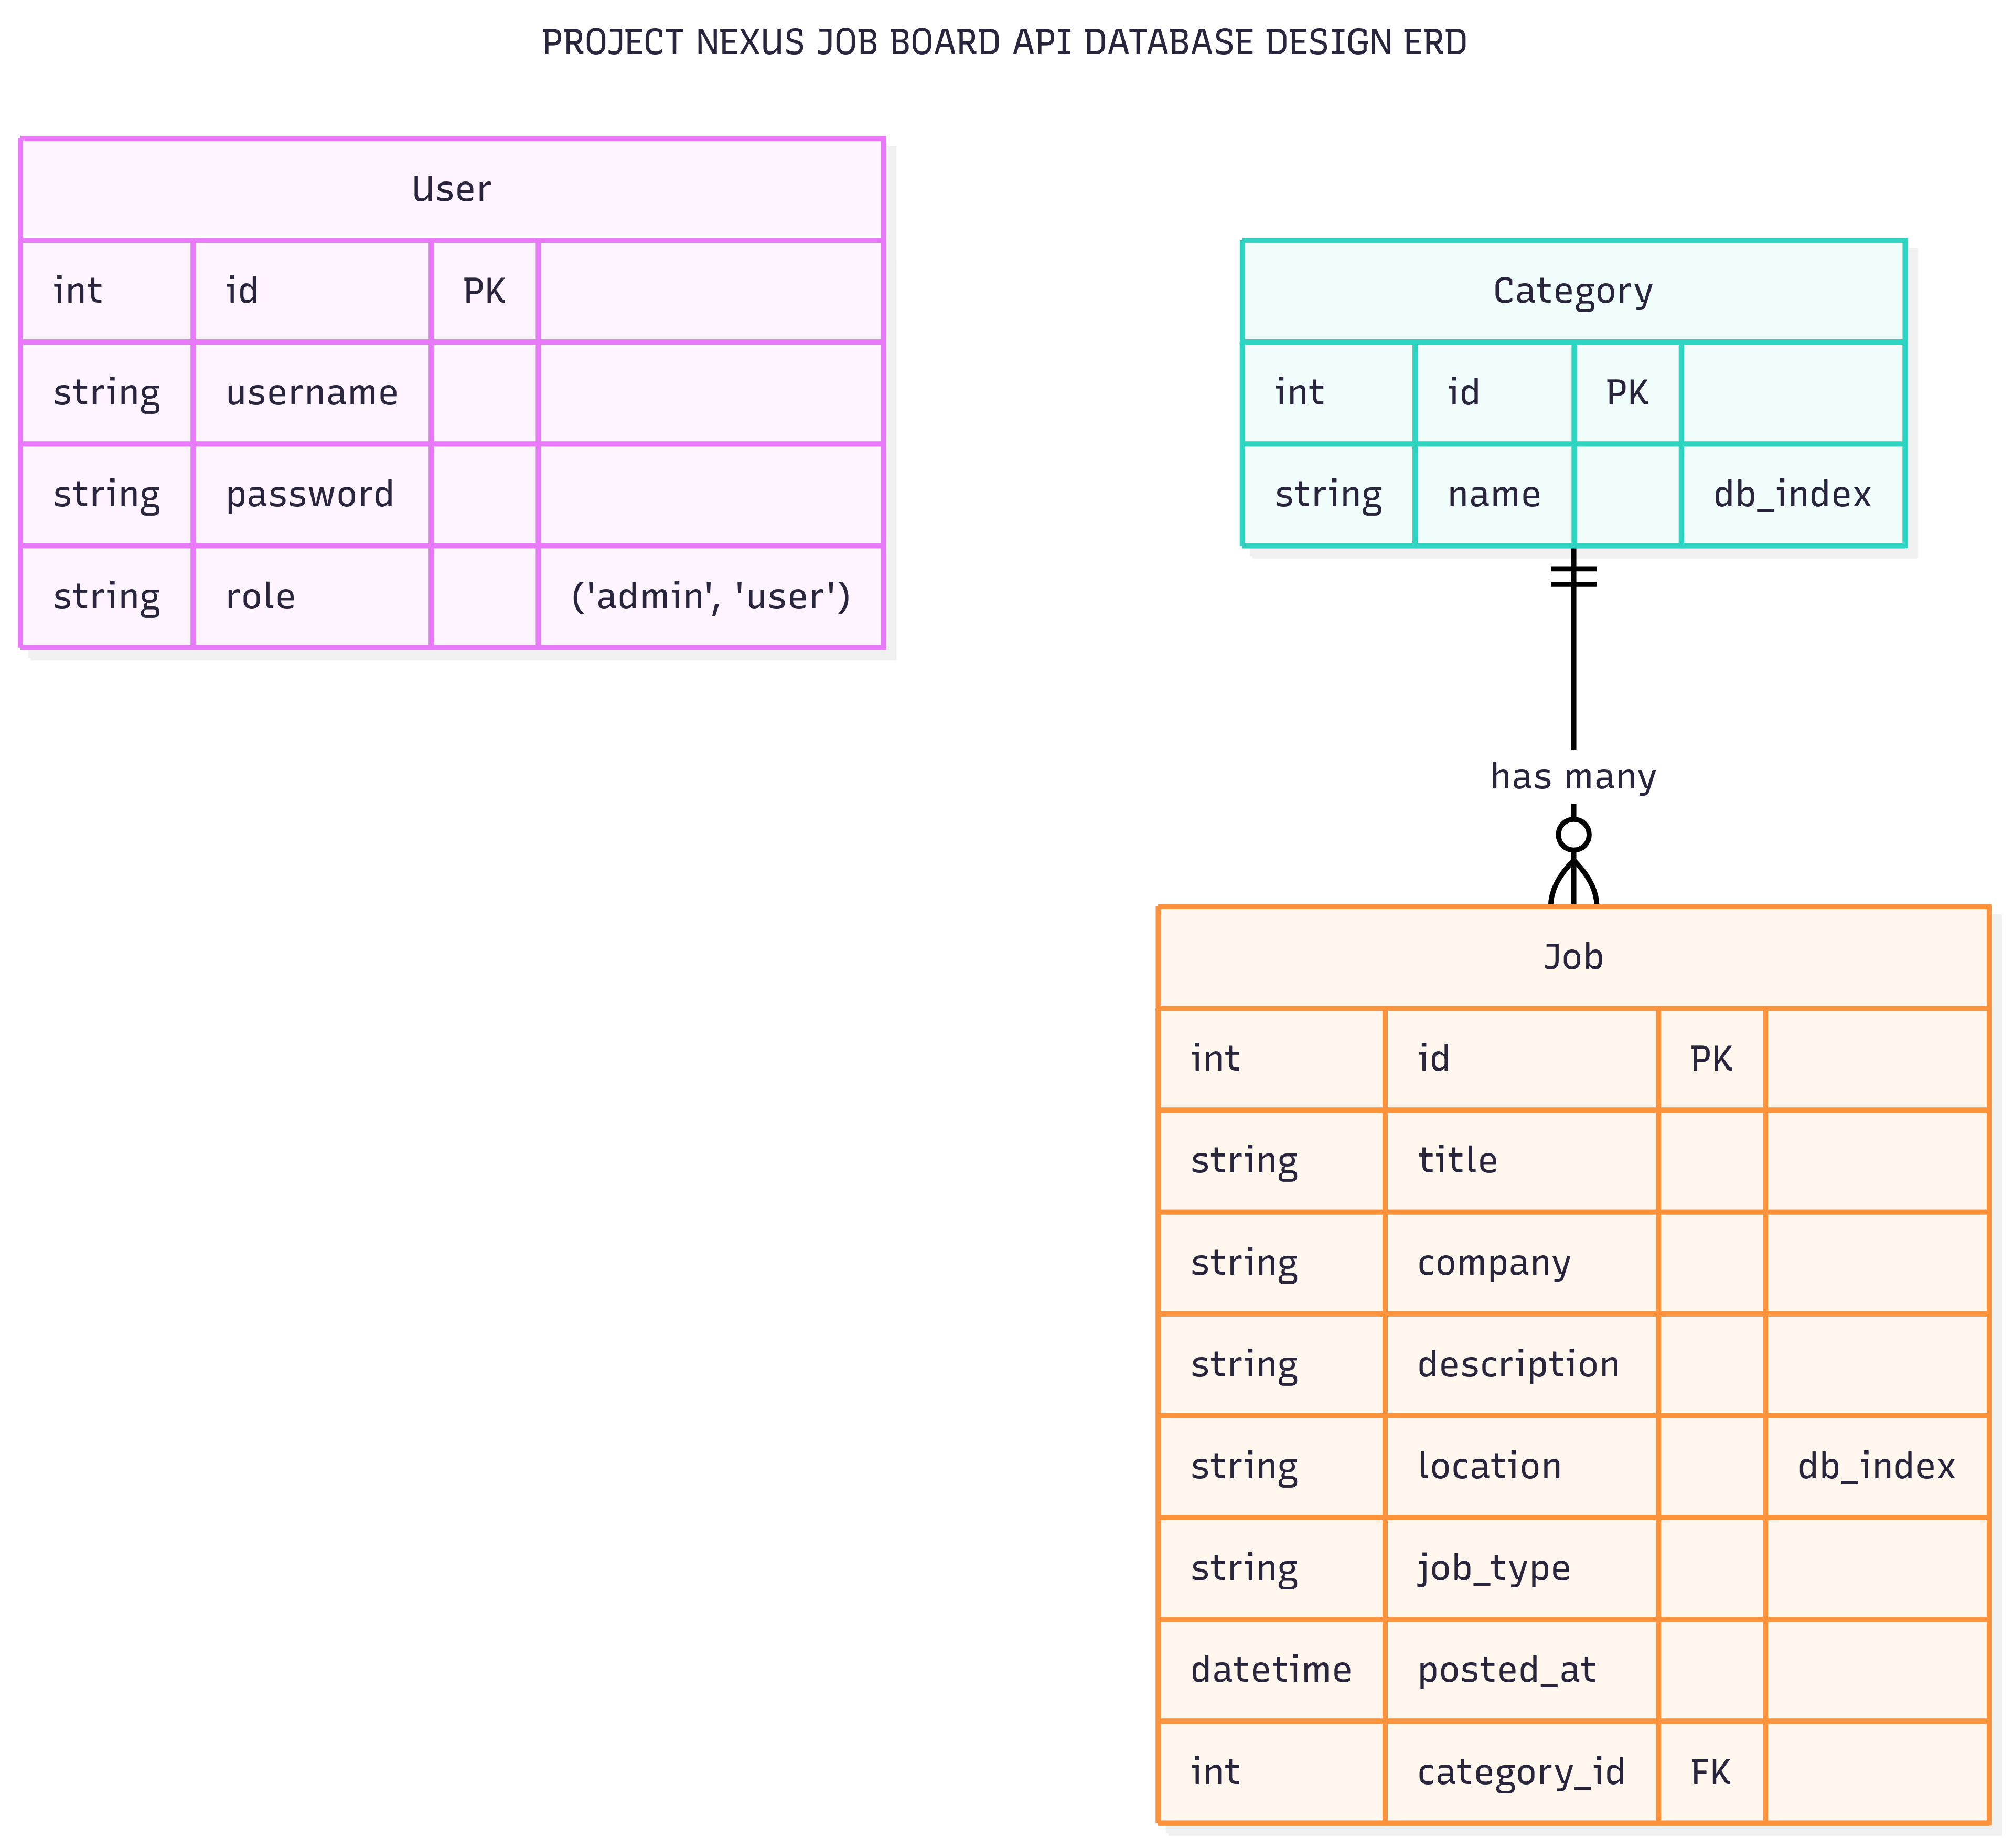 PROJECT NEXUS JOB BOARD API DATABASE DESIGN ERD
User
int id PK
string username
string password
string role ('admin', 'user')
Category
int id PK
string name db_index
has many
Job
int id PK
string title
string company
string description
string location db_index
string job_type
datetime posted_at
int category_id FK